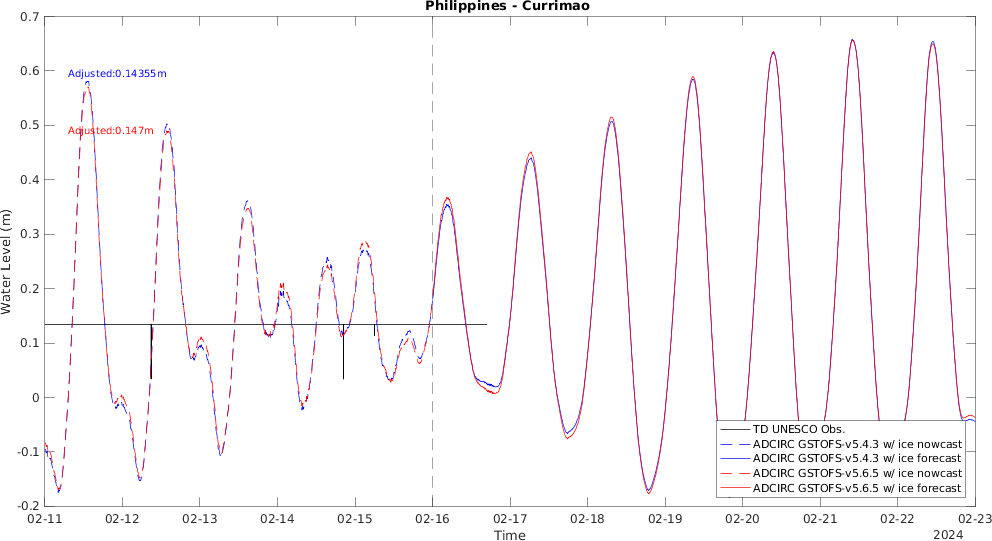 Philippines - Currimao
0.7
0.6
0.5
0.4
0.3
0.2
0.1
0
-0.1
-0.2
Water Level (m)
Adjusted:0.14355m
Adjusted:0.147m
TD UNESCO Obs.
ADCIRC GSTOFS-v5.4.3 w/ ice nowcast
ADCIRC GSTOFS-v5.4.3 w/ ice forecast
ADCIRC GSTOFS-v5.6.5 w/ ice nowcast
ADCIRC GSTOFS-v5.6.5 w/ ice forecast
02-11 02-12 02-13 02-14 02-15 02-16 02-17 02-18 02-19 02-20 02-21 02-22 02-23
Time
2024